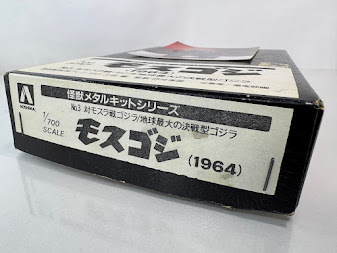 怪獣メタルキットシリーズ
No.3 対モスラ戦ゴジラ/地球最大の決戦型ゴジラ
1/700
SCALE
モスゴジ
(1964)